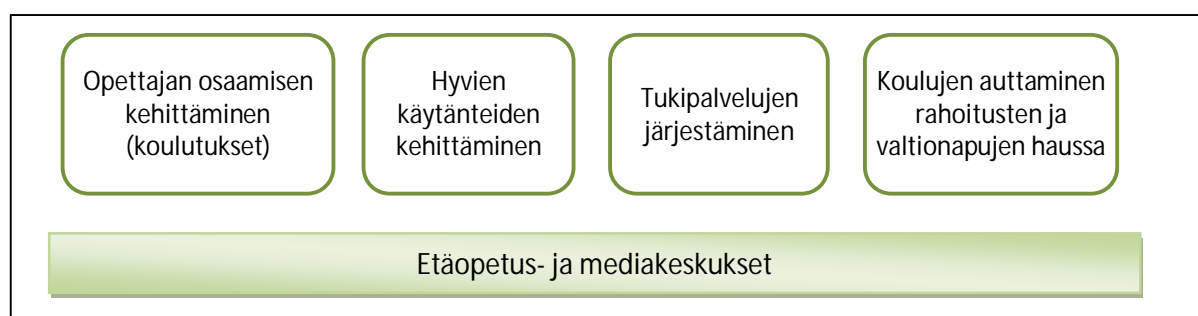 Opettajan osaamisen
kehittäminen
(koulutukset)
Hyvien
käytänteiden
kehittäminen
Tukipalvelujen
järjestäminen
Koulujen auttaminen
rahoitusten ja
valtionapujen haussa
Etäopetus- ja mediakeskukset